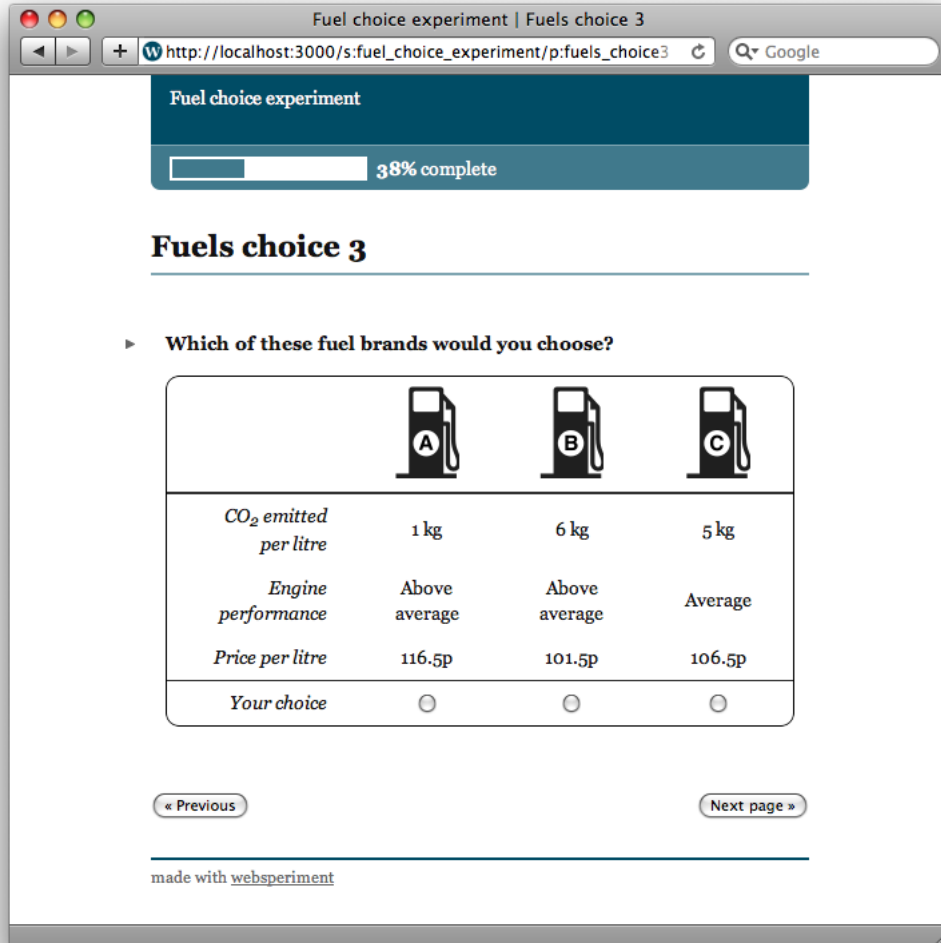 Fuel choice experiment | Fuels choice 3
+ W http://localhost:3000/s:fuel_choice_experiment/p:fuels_choice3 Google
Fuel choice experiment
38% complete
Fuels choice 3
Which of these fuel brands would you choose?
A B C
CO₂ emitted
per litre
1 kg 6 kg 5 kg
Engine
performance
Above
average
Above
average
Average
Price per litre 116.5p 101.5p 106.5p
Your choice
« Previous Next page »
made with websperiment